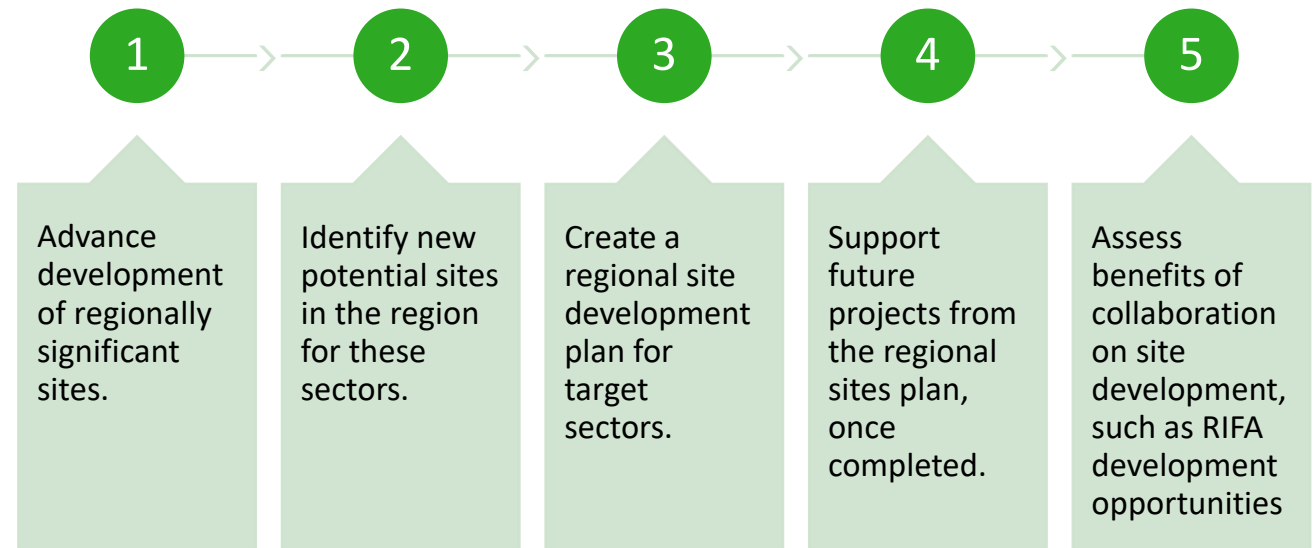 1
2
3
4
5
Advance
development
of regionally
significant
sites.
Identify new
potential sites
in the region
for these
sectors.
Create a
regional site
development
plan for
target
sectors.
Support
future
projects from
the regional
sites plan,
once
completed.
Assess
benefits of
collaboration
on site
development,
such as RIFA
development
opportunities